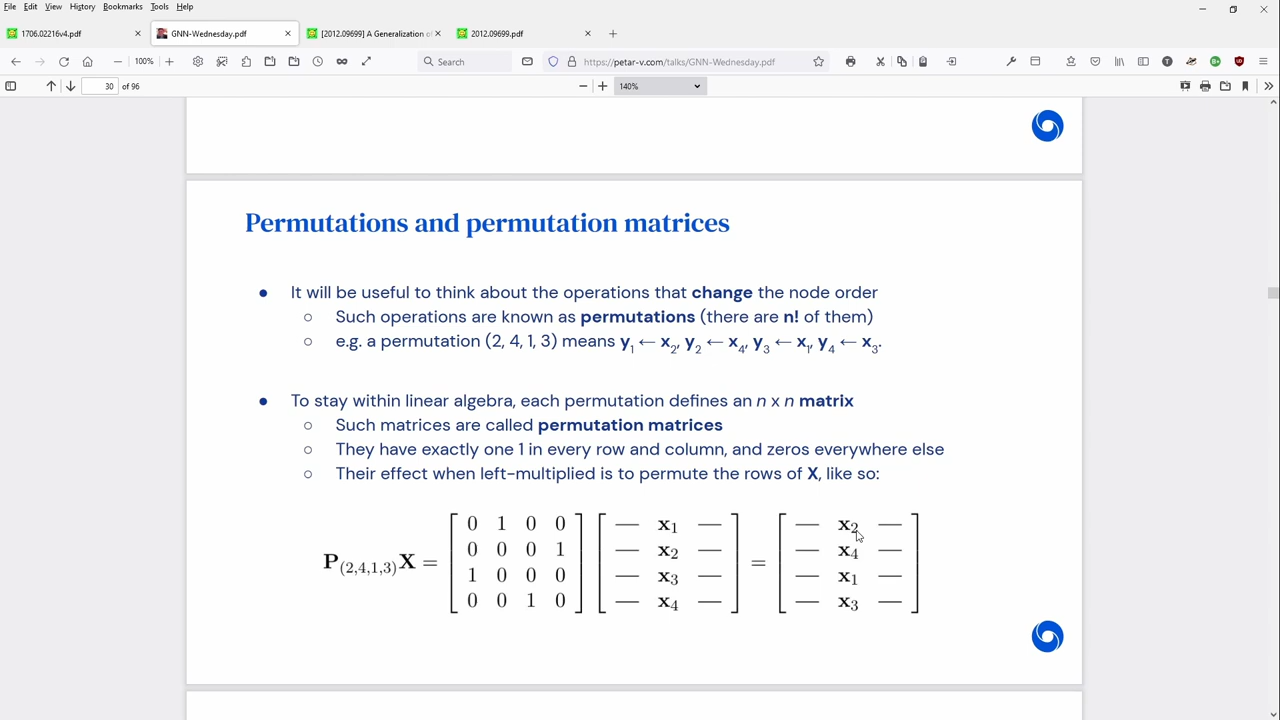 File Edit View History Bookmarks Tools Help
1706.02216v4.pdf GNN-Wednesday.pdf [2012.09699] A Generalization o 2012.09699.pdf
100% Search https://petar-v.com/talks/GNN-Wednesday.pdf
30 of 96 140%
Permutations and permutation matrices
● It will be useful to think about the operations that change the node order
○ Such operations are known as permutations (there are n! of them)
○ e.g. a permutation (2, 4, 1, 3) means y₁ ← x₂, y₂ ← x₄, y₃ ← x₁, y₄ ← x₃.
● To stay within linear algebra, each permutation defines an n x n matrix
○ Such matrices are called permutation matrices
○ They have exactly one 1 in every row and column, and zeros everywhere else
○ Their effect when left-multiplied is to permute the rows of X, like so:
0 1 0 0 — x₁ — — x₂ —
0 0 0 1 — x₂ — — x₄ —
P₍₂,₄,₁,₃₎X = =
1 0 0 0 — x₃ — — x₁ —
0 0 1 0 — x₄ — — x₃ —